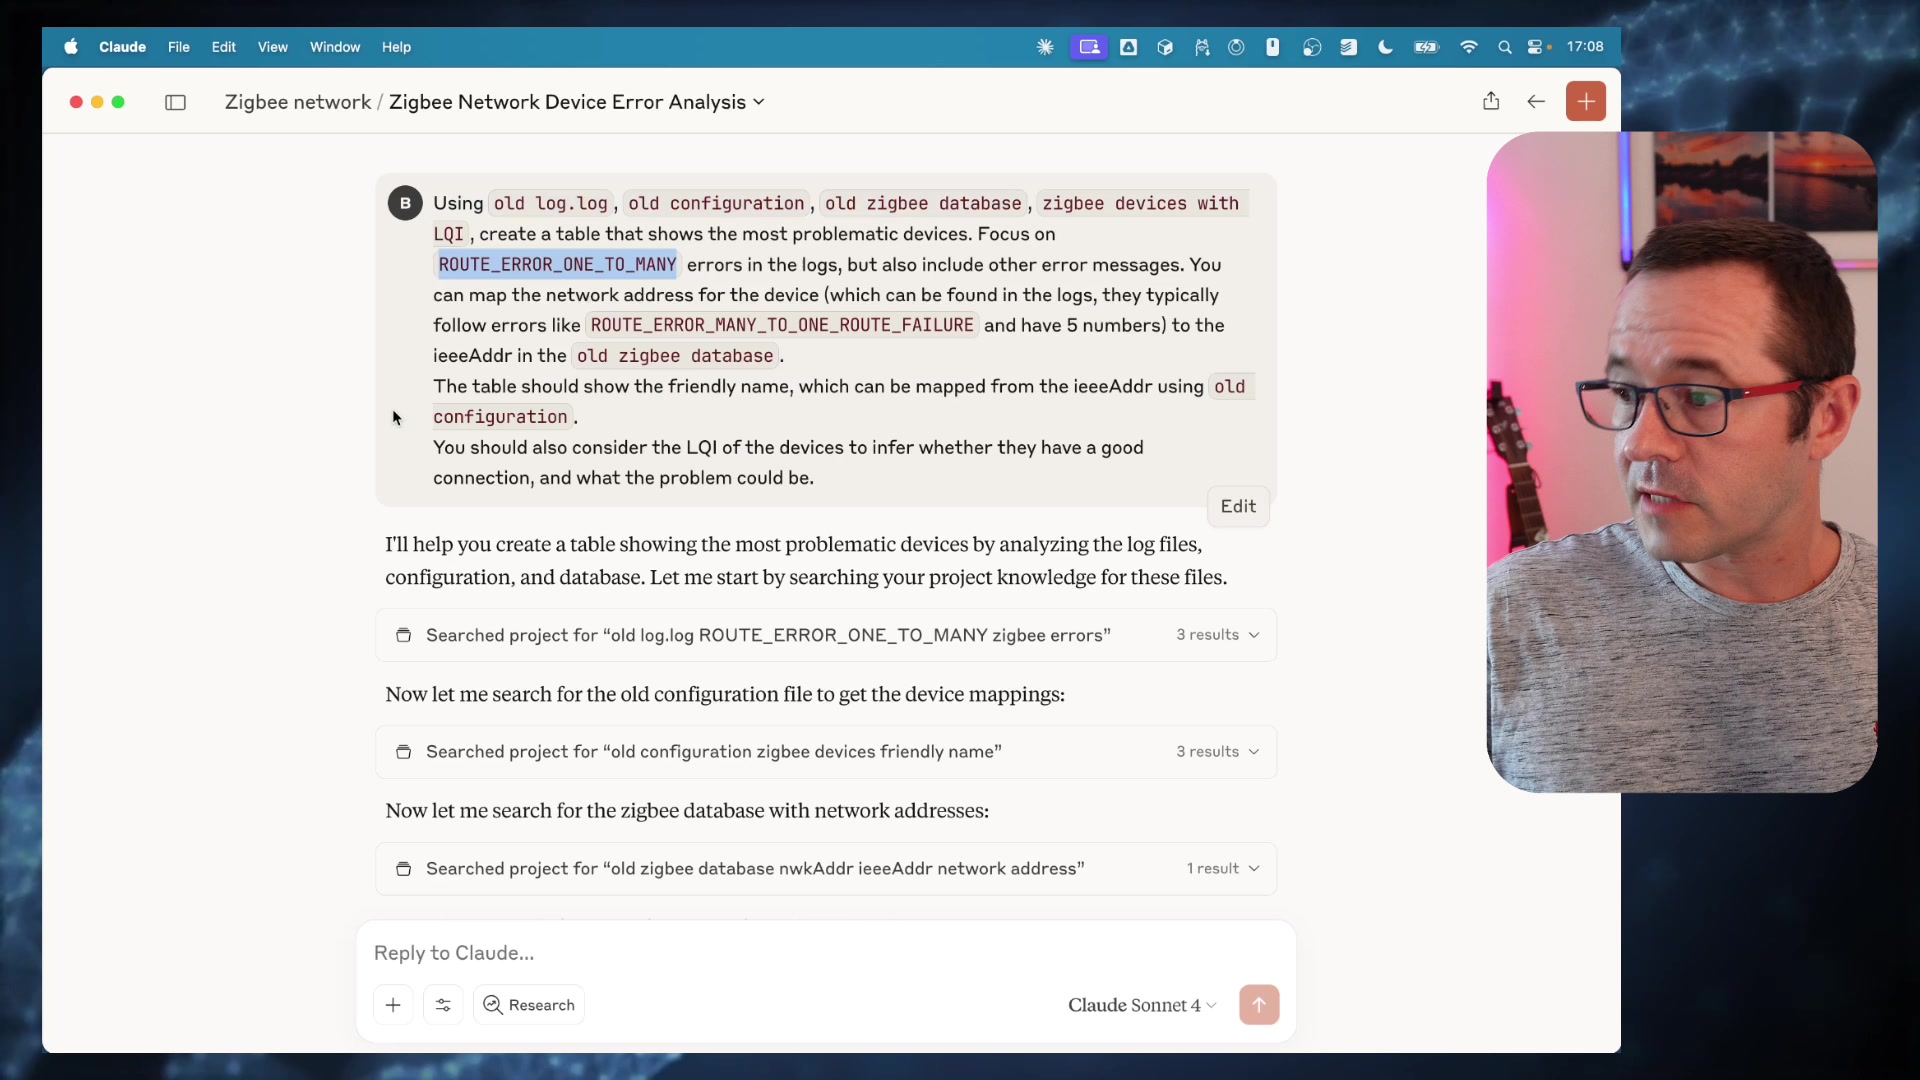 Claude File Edit View Window Help 17:08
Zigbee network / Zigbee Network Device Error Analysis
B
Using old log.log, old configuration, old zigbee database, zigbee devices with
LQI, create a table that shows the most problematic devices. Focus on
ROUTE_ERROR_ONE_TO_MANY errors in the logs, but also include other error messages. You
can map the network address for the device (which can be found in the logs, they typically
follow errors like ROUTE_ERROR_MANY_TO_ONE_ROUTE_FAILURE and have 5 numbers) to the
ieeeAddr in the old zigbee database.
The table should show the friendly name, which can be mapped from the ieeeAddr using old
configuration.
You should also consider the LQI of the devices to infer whether they have a good
connection, and what the problem could be.
Edit
I'll help you create a table showing the most problematic devices by analyzing the log files,
configuration, and database. Let me start by searching your project knowledge for these files.
Searched project for “old log.log ROUTE_ERROR_ONE_TO_MANY zigbee errors” 3 results
Now let me search for the old configuration file to get the device mappings:
Searched project for “old configuration zigbee devices friendly name” 3 results
Now let me search for the zigbee database with network addresses:
Searched project for “old zigbee database nwkAddr ieeeAddr network address” 1 result
Reply to Claude...
Research Claude Sonnet 4